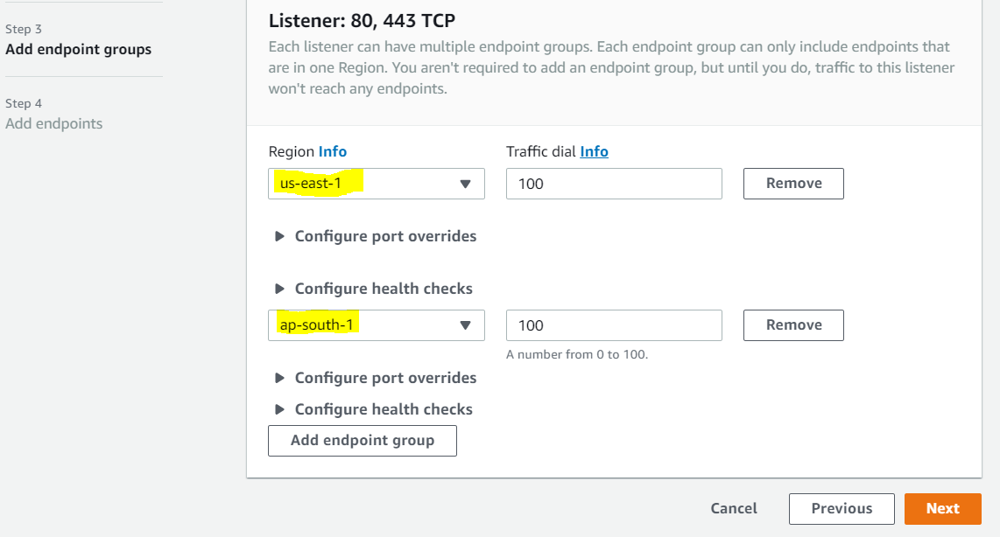 Step 3
Add endpoint groups
Step 4
Add endpoints
Listener: 80, 443 TCP
Each listener can have multiple endpoint groups. Each endpoint group can only include endpoints that
are in one Region. You aren't required to add an endpoint group, but until you do, traffic to this listener
won't reach any endpoints.
Region Info
Traffic dial Info
us-east-1
100
Remove
Configure port overrides
Configure health checks
ap-south-1
100
Remove
A number from 0 to 100.
Configure port overrides
Configure health checks
Add endpoint group
Cancel
Previous
Next